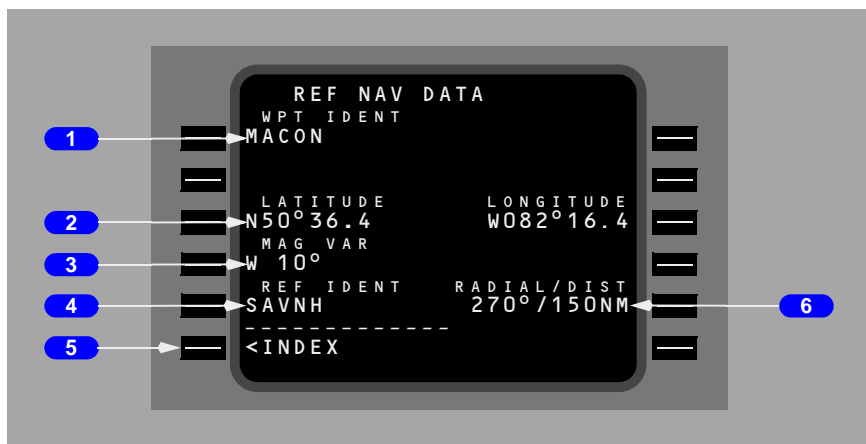 REF NAV DATA
WPT IDENT
1 MACON
LATITUDE LONGITUDE
2 N50°36.4 W082°16.4
MAG VAR
3 W 10°
REF IDENT RADIAL/DIST
4 SAVNH 270°/150NM 6
-------------
5 <INDEX